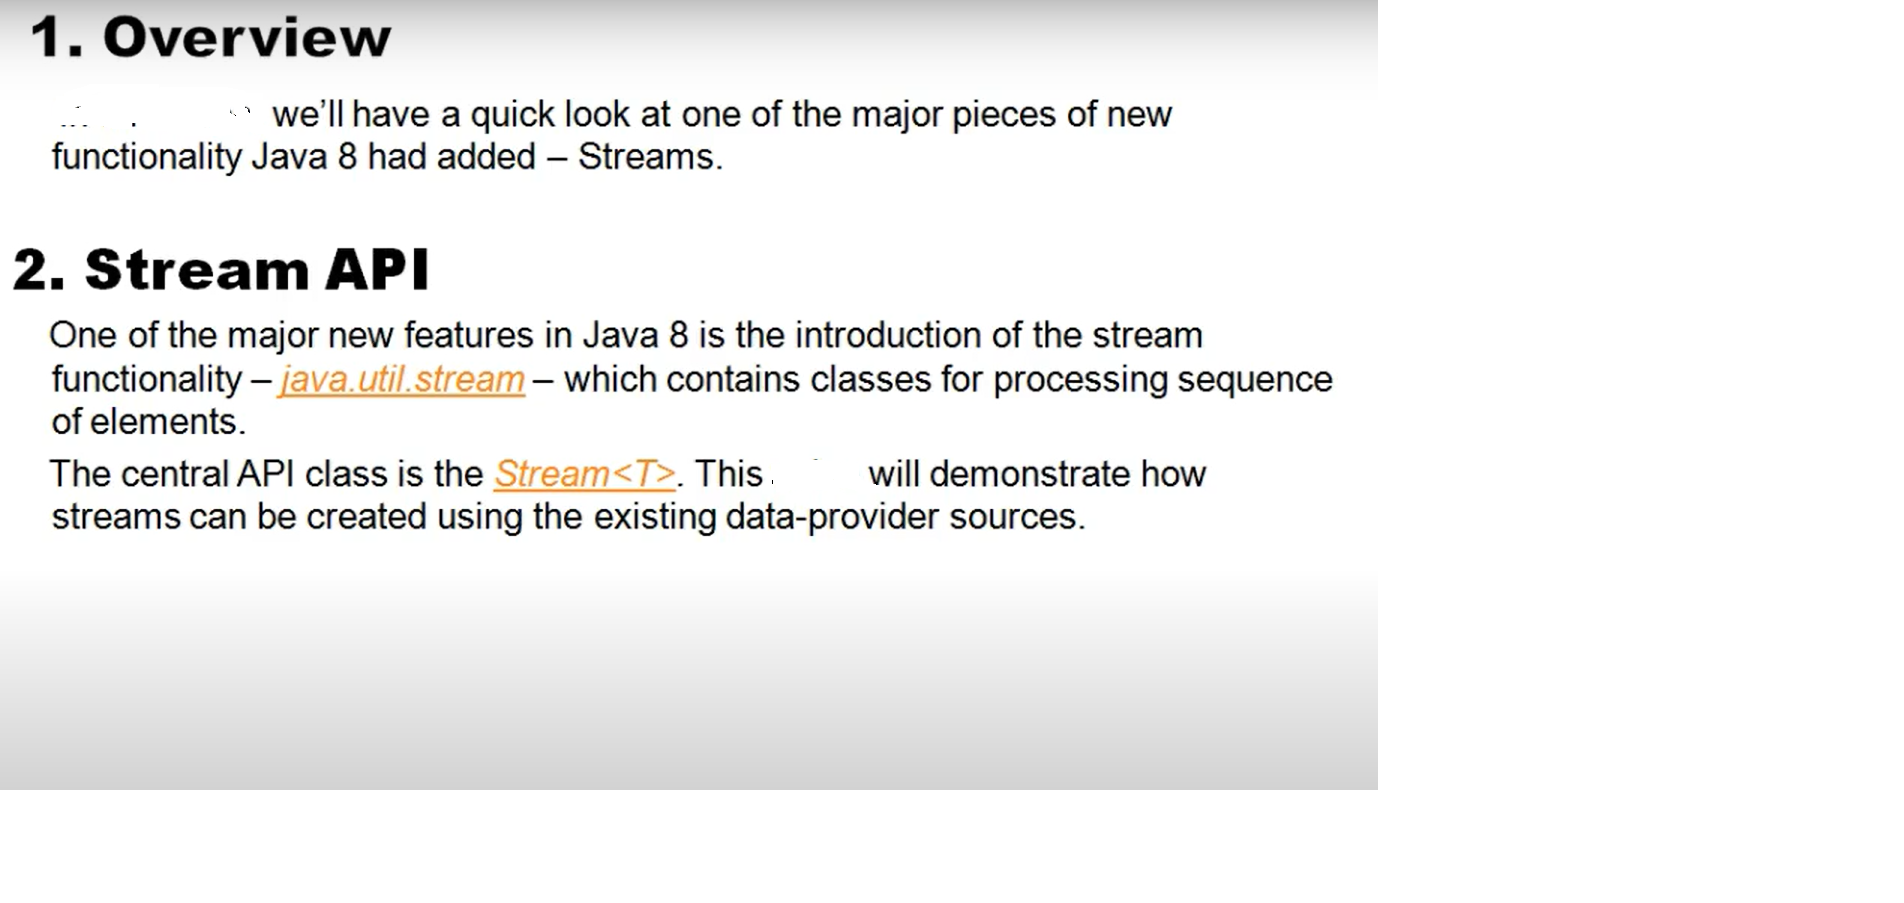 1. Overview
we’ll have a quick look at one of the major pieces of new
functionality Java 8 had added – Streams.
2. Stream API
One of the major new features in Java 8 is the introduction of the stream
functionality – java.util.stream – which contains classes for processing sequence
of elements.
The central API class is the Stream<T>. This will demonstrate how
streams can be created using the existing data-provider sources.